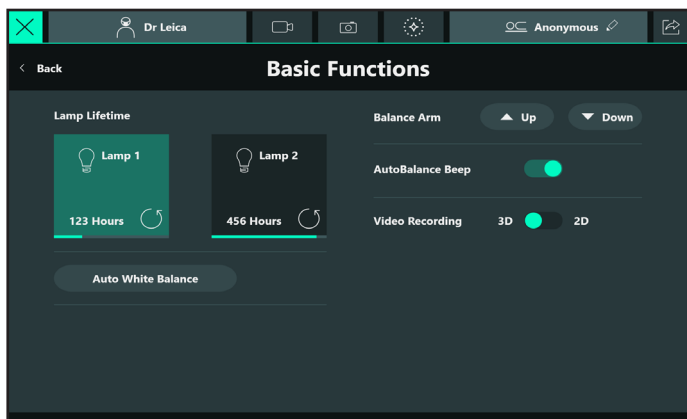 Dr Leica
Anonymous
Back
Basic Functions
Lamp Lifetime
Lamp 1
123 Hours
Lamp 2
456 Hours
Auto White Balance
Balance Arm
Up
Down
AutoBalance Beep
Video Recording
3D
2D